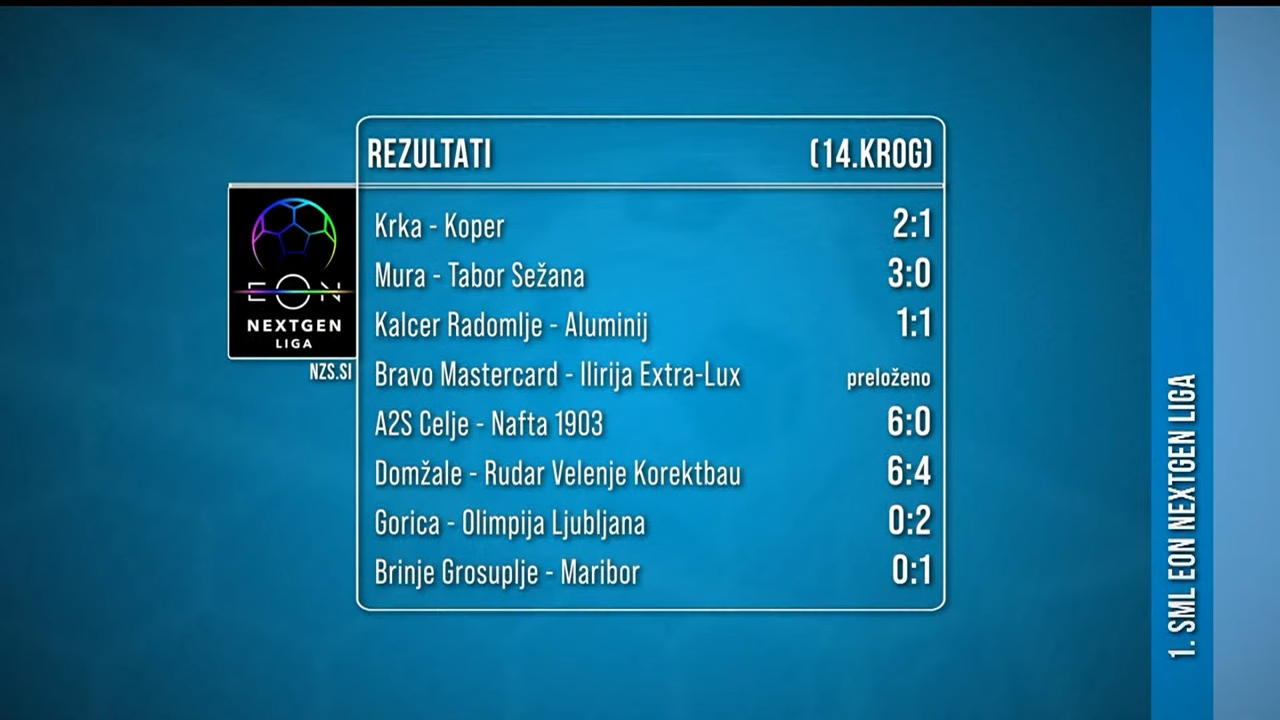 REZULTATI (14.KROG)
Krka - Koper 2:1
Mura - Tabor Sežana 3:0
Kalcer Radomlje - Aluminij 1:1
Bravo Mastercard - Ilirija Extra-Lux preloženo
A2S Celje - Nafta 1903 6:0
Domžale - Rudar Velenje Korektbau 6:4
Gorica - Olimpija Ljubljana 0:2
Brinje Grosuplje - Maribor 0:1
EON
NEXTGEN
LIGA
NZS.SI
1. SML EON NEXTGEN LIGA